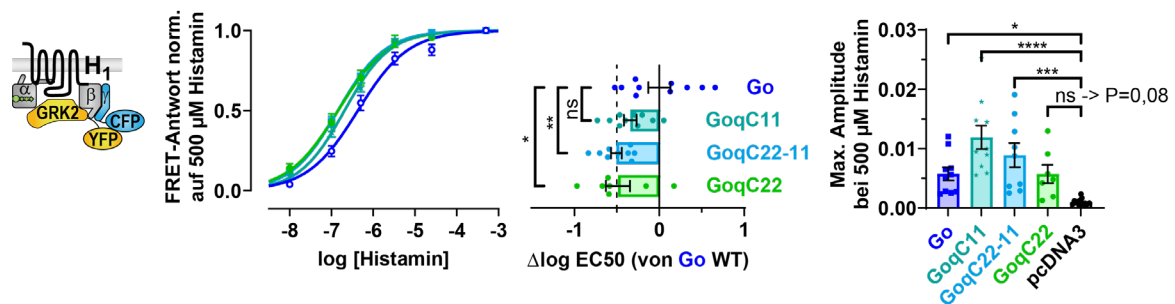 H1
α
β
γ
GRK2
CFP
YFP
FRET-Antwort norm.
auf 500 µM Histamin
1.0
0.5
0.0
-8
-7
-6
-5
-4
-3
log [Histamin]
*
**
ns
Go
GoqC11
GoqC22-11
GoqC22
-1
0
1
Δlog EC50 (von Go WT)
Max. Amplitude
bei 500 µM Histamin
0.03
0.02
0.01
0.00
*
****
***
ns -> P=0,08
Go
GoqC11
GoqC22-11
GoqC22
pcDNA3